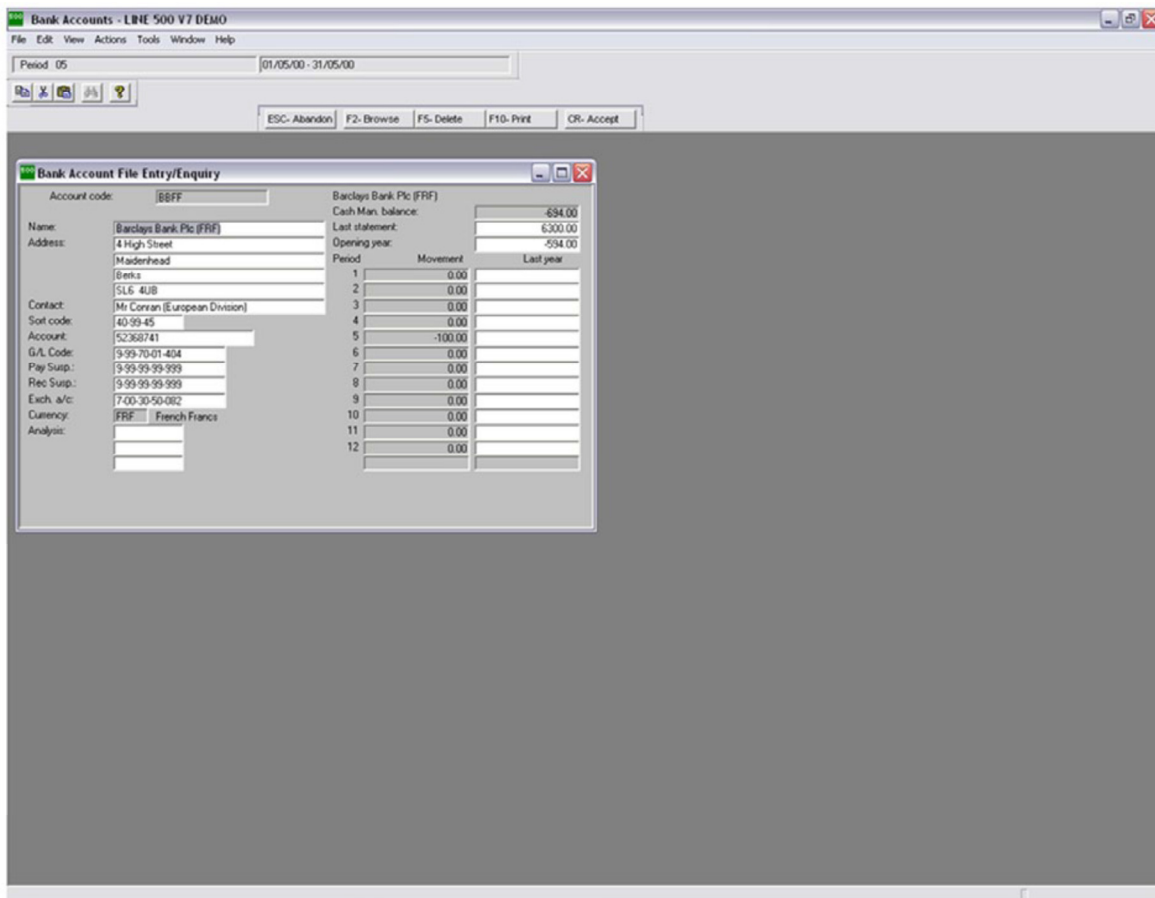 500 Bank Accounts - LINE 500 V7 DEMO
File Edit View Actions Tools Window Help
Period 05 01/05/00 - 31/05/00
ESC- Abandon F2- Browse F5- Delete F10- Print CR- Accept
500 Bank Account File Entry/Enquiry
Account code: BBFF Barclays Bank Plc (FRF)
Cash Man. balance: -694.00
Name: Barclays Bank Plc (FRF) Last statement: 6300.00
Address: 4 High Street Opening year: -594.00
Maidenhead Period Movement Last year
Berks 1 0.00
SL6 4UB 2 0.00
Contact: Mr Conran (European Division) 3 0.00
Sort code: 40-99-45 4 0.00
Account: 52368741 5 -100.00
G/L Code: 9-99-70-01-404 6 0.00
Pay Susp.: 9-99-99-99-999 7 0.00
Rec Susp.: 9-99-99-99-999 8 0.00
Exch. a/c: 7-00-30-50-082 9 0.00
Currency: FRF French Francs 10 0.00
Analysis: 11 0.00
12 0.00